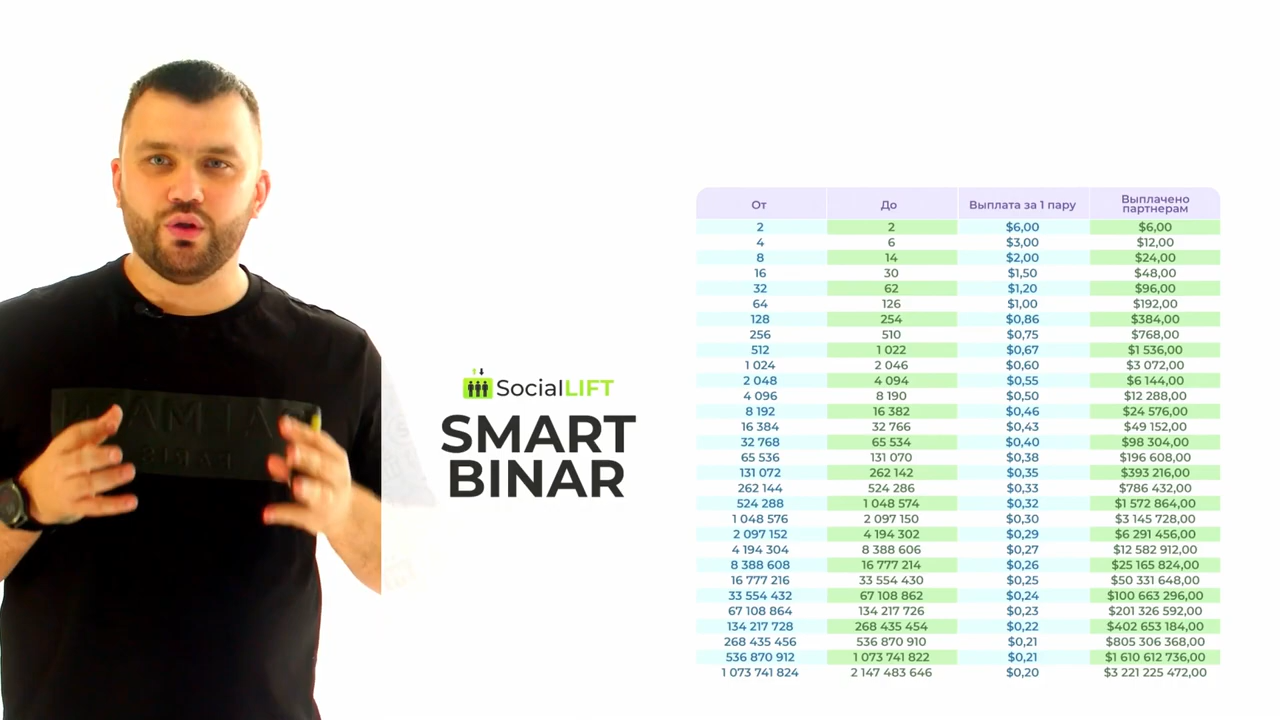 SocialLIFT
SMART
BINAR
От До Выплата за 1 пару Выплачено партнерам
2 2 $6,00 $6,00
4 6 $3,00 $12,00
8 14 $2,00 $24,00
16 30 $1,50 $48,00
32 62 $1,20 $96,00
64 126 $1,00 $192,00
128 254 $0,86 $384,00
256 510 $0,75 $768,00
512 1 022 $0,67 $1 536,00
1 024 2 046 $0,60 $3 072,00
2 048 4 094 $0,55 $6 144,00
4 096 8 190 $0,50 $12 288,00
8 192 16 382 $0,46 $24 576,00
16 384 32 766 $0,43 $49 152,00
32 768 65 534 $0,40 $98 304,00
65 536 131 070 $0,38 $196 608,00
131 072 262 142 $0,35 $393 216,00
262 144 524 286 $0,33 $786 432,00
524 288 1 048 574 $0,32 $1 572 864,00
1 048 576 2 097 150 $0,30 $3 145 728,00
2 097 152 4 194 302 $0,29 $6 291 456,00
4 194 304 8 388 606 $0,27 $12 582 912,00
8 388 608 16 777 214 $0,26 $25 165 824,00
16 777 216 33 554 430 $0,25 $50 331 648,00
33 554 432 67 108 862 $0,24 $100 663 296,00
67 108 864 134 217 726 $0,23 $201 326 592,00
134 217 728 268 435 454 $0,22 $402 653 184,00
268 435 456 536 870 910 $0,21 $805 306 368,00
536 870 912 1 073 741 822 $0,21 $1 610 612 736,00
1 073 741 824 2 147 483 646 $0,20 $3 221 225 472,00